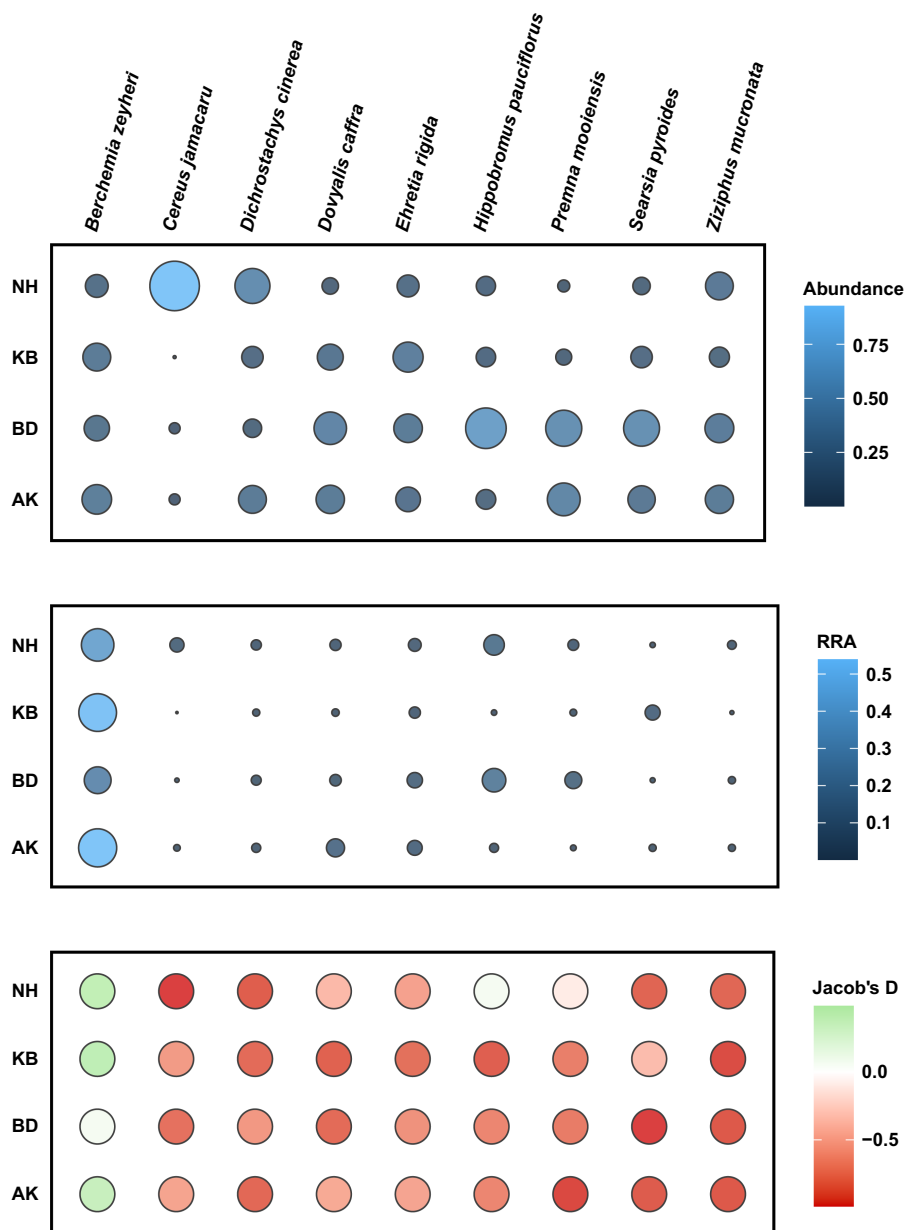 Berchemia zeyheri
Cereus jamacaru
Dichrostachys cinerea
Dovyalis caffra
Ehretia rigida
Hippobromus pauciflorus
Premna mooiensis
Searsia pyroides
Ziziphus mucronata
NH
KB
BD
AK
Abundance
0.75
0.50
0.25
NH
KB
BD
AK
RRA
0.5
0.4
0.3
0.2
0.1
NH
KB
BD
AK
Jacob's D
0.0
−0.5